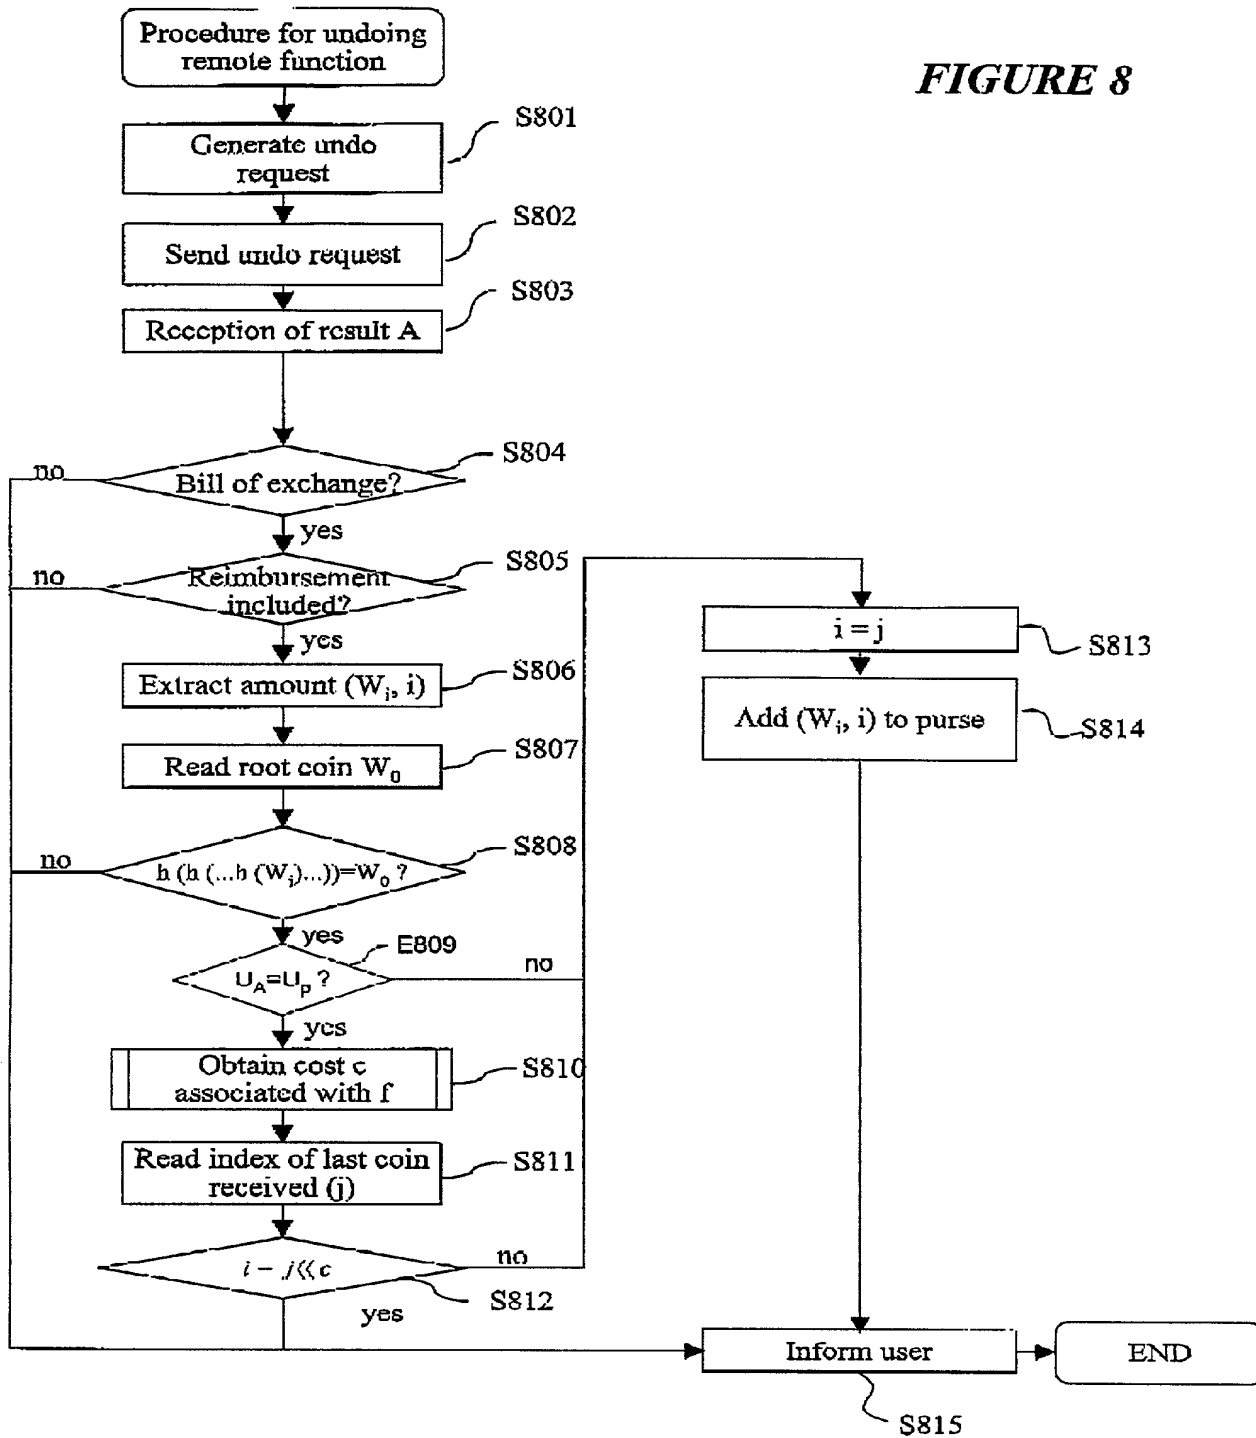 Procedure for undoing
remote function
FIGURE 8
S801
Generate undo
request
S802
Send undo request
S803
Reception of result A
S804
no
Bill of exchange?
yes
S805
no
Reimbursement
included?
yes
S806
Extract amount (Wi, i)
S807
Read root coin W0
S808
no
h (h (...h (Wi)...))=W0 ?
yes
E809
no
UA=Up ?
yes
Obtain cost c
associated with f
S810
Read index of last coin
received (j)
S811
no
i - j << c
S812
yes
i = j
S813
Add (Wi, i) to purse
S814
Inform user
END
S815